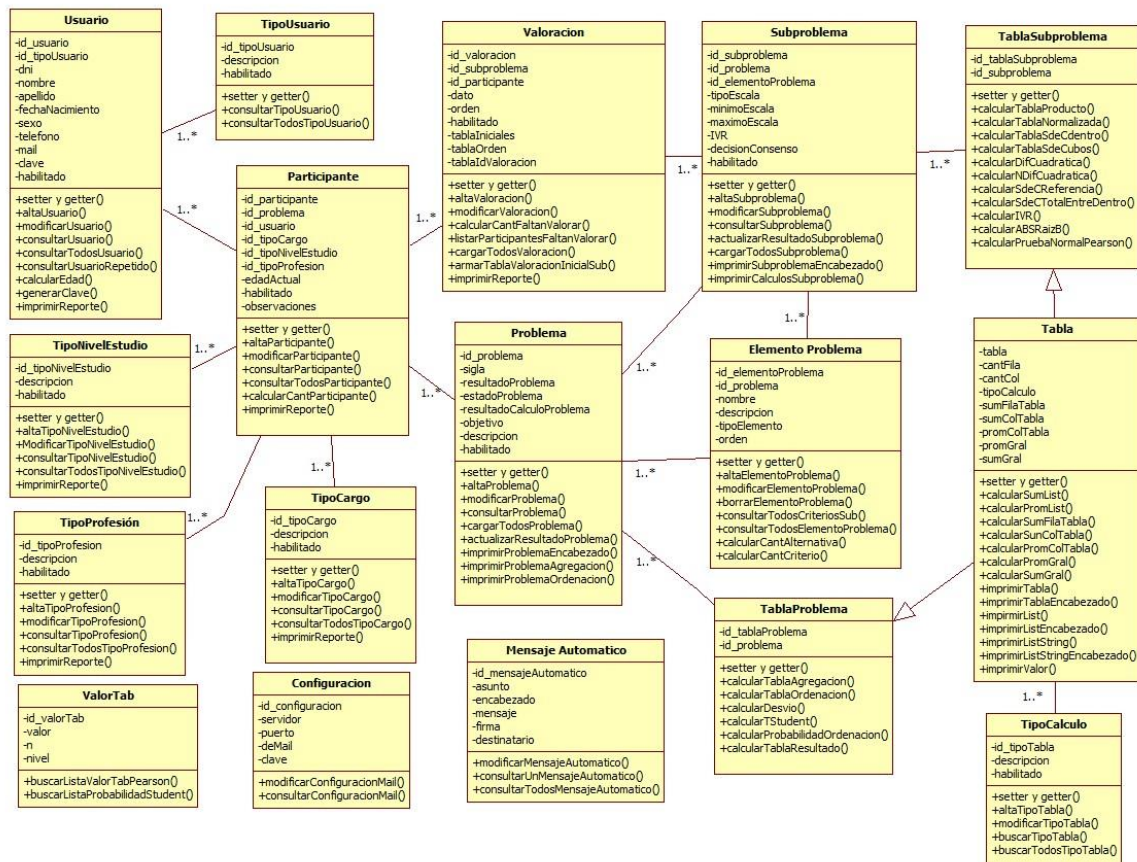 Usuario
-id_usuario
-id_tipoUsuario
-dni
-nombre
-apellido
-fechaNacimiento
-sexo
-telefono
-mail
-clave
-habilitado
+setter y getter()
+altaUsuario()
+modificarUsuario()
+consultarUsuario()
+consultarTodosUsuario()
+consultarUsuarioRepetido()
+calcularEdad()
+generarClave()
+imprimirReporte()
1..*
1..*
TipoUsuario
-id_tipoUsuario
-descripcion
-habilitado
+setter y getter()
+consultarTipoUsuario()
+consultarTodosTipoUsuario()
Participante
-id_participante
-id_problema
-id_usuario
-id_tipoCargo
-id_tipoNivelEstudio
-id_tipoProfesion
-edadActual
-habilitado
-observaciones
+setter y getter()
+altaParticipante()
+modificarParticipante()
+consultarParticipante()
+consultarTodosParticipante()
+calcularCantParticipante()
+imprimirReporte()
1..*
1..*
Valoracion
-id_valoracion
-id_subproblema
-id_participante
-dato
-orden
-habilitado
-tablaIniciales
-tablaOrden
-tablaIdValoracion
+setter y getter()
+altaValoracion()
+modificarValoracion()
+calcularCantFaltanValorar()
+listarParticipantesFaltanValorar()
+cargarTodosValoracion()
+armarTablaValoracionInicialSub()
+imprimirReporte()
1..*
Subproblema
-id_subproblema
-id_problema
-id_elementoProblema
-tipoEscala
-minimoEscala
-maximoEscala
-IVR
-decisionConsenso
-habilitado
+setter y getter()
+altaSubproblema()
+modificarSubproblema()
+consultarSubproblema()
+actualizarResultadoSubproblema()
+cargarTodosSubproblema()
+imprimirSubproblemaEncabezado()
+imprimirCalculosSubproblema()
1..*
1..*
TablaSubproblema
-id_tablaSubproblema
-id_subproblema
+setter y getter()
+calcularTablaProducto()
+calcularTablaNormalizada()
+calcularTablaSdeCdentro()
+calcularTablaSdeCubos()
+calcularDifCuadratica()
+calcularNDifCuadratica()
+calcularSdeCReferencia()
+calcularSdeCTotalEntreDentro()
+calcularIVR()
+calcularABSRaizB()
+calcularPruebaNormalPearson()
TipoNivelEstudio
-id_tipoNivelEstudio
-descripcion
-habilitado
+setter y getter()
+altaTipoNivelEstudio()
+ModificarTipoNivelEstudio()
+consultarTipoNivelEstudio()
+consultarTodosTipoNivelEstudio()
+imprimirReporte()
1..*
1..*
1..*
Problema
-id_problema
-sigla
-resultadoProblema
-estadoProblema
-resultadoCalculoProblema
-objetivo
-descripcion
-habilitado
+setter y getter()
+altaProblema()
+modificarProblema()
+consultarProblema()
+cargarTodosProblema()
+actualizarResultadoProblema()
+imprimirProblemaEncabezado()
+imprimirProblemaAgregacion()
+imprimirProblemaOrdenacion()
1..*
1..*
1..*
Elemento Problema
-id_elementoProblema
-id_problema
-nombre
-descripcion
-tipoElemento
-orden
+setter y getter()
+altaElementoProblema()
+modificarElementoProblema()
+borrarElementoProblema()
+consultarTodosCriteriosSub()
+consultarTodosElementoProblema()
+calcularCantAlternativa()
+calcularCantCriterio()
Tabla
-tabla
-cantFila
-cantCol
-tipoCalculo
-sumFilaTabla
-sumColTabla
-promColTabla
-promGral
-sumGral
+setter y getter()
+calcularSumList()
+calcularPromList()
+calcularSumFilaTabla()
+calcularSunColTabla()
+calcularPromColTabla()
+calcularPromGral()
+calcularSumGral()
+imprimirTabla()
+imprimirTablaEncabezado()
+impirmirList()
+imprimirListEncabezado()
+imprimirListString()
+imprimirListStringEncabezado()
+imprimirValor()
1..*
TipoProfesión
-id_tipoProfesion
-descripcion
-habilitado
+setter y getter()
+altaTipoProfesion()
+modificarTipoProfesion()
+consultarTipoProfesion()
+consultarTodosTipoProfesion()
+imprimirReporte()
TipoCargo
-id_tipoCargo
-descripcion
-habilitado
+setter y getter()
+altaTipoCargo()
+modificarTipoCargo()
+consultarTipoCargo()
+consultarTodosTipoCargo()
+imprimirReporte()
TablaProblema
-id_tablaProblema
-id_problema
+setter y getter()
+calcularTablaAgregacion()
+calcularTablaOrdenacion()
+calcularDesvio()
+calcularTStudent()
+calcularProbabilidadOrdenacion()
+calcularTablaResultado()
ValorTab
-id_valorTab
-valor
-n
-nivel
+buscarListaValorTabPearson()
+buscarListaProbabilidadStudent()
Configuracion
-id_configuracion
-servidor
-puerto
-deMail
-clave
+modificarConfiguracionMail()
+consultarConfiguracionMail()
Mensaje Automatico
-id_mensajeAutomatico
-asunto
-encabezado
-mensaje
-firma
-destinatario
+modificarMensajeAutomatico()
+consultarUnMensajeAutomatico()
+consultarTodosMensajeAutomatico()
TipoCalculo
-id_tipoTabla
-descripcion
-habilitado
+setter y getter()
+altaTipoTabla()
+modificarTipoTabla()
+buscarTipoTabla()
+buscarTodosTipoTabla()